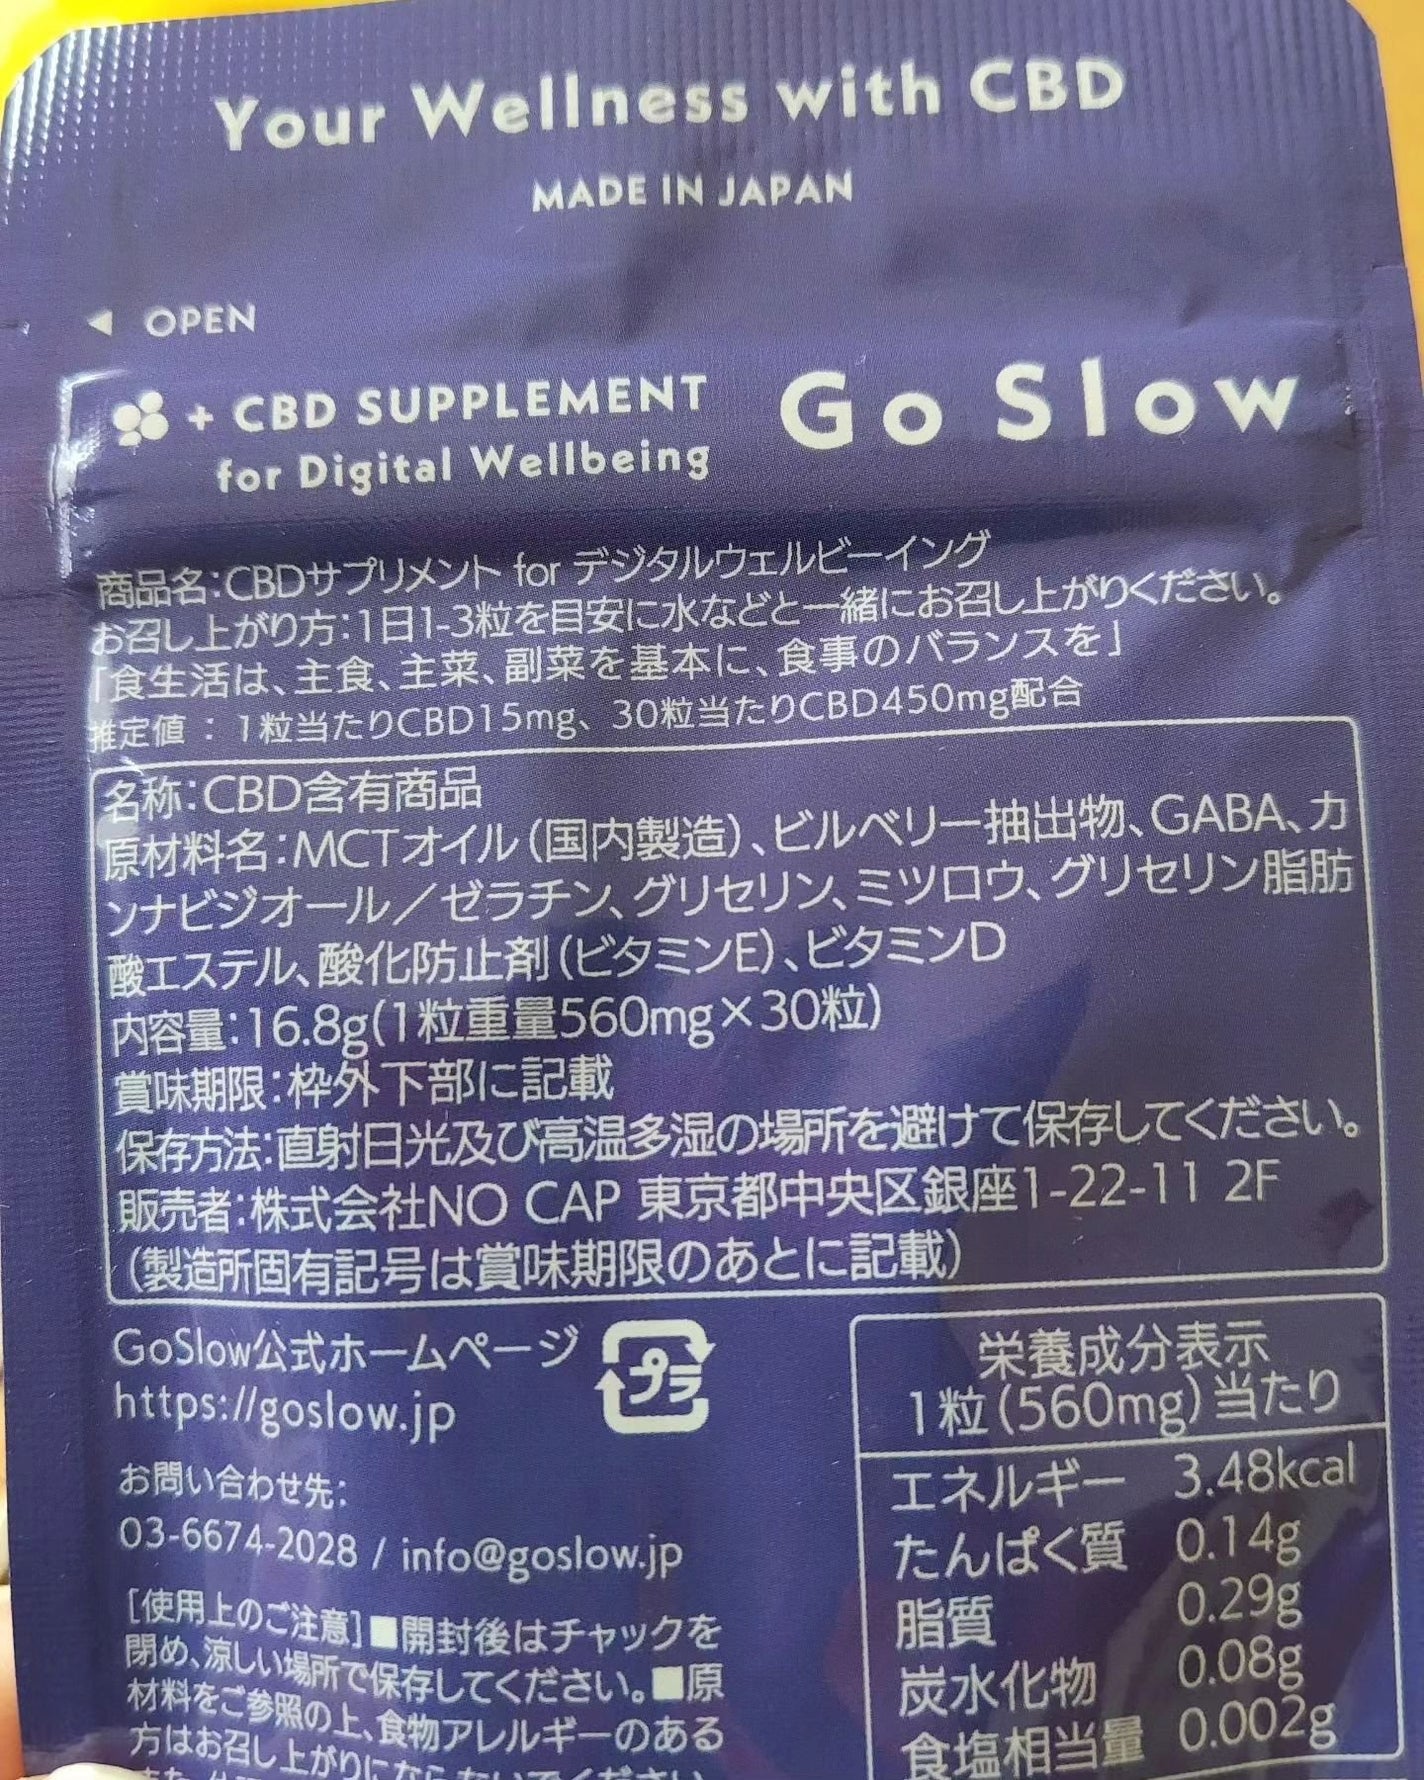 Your Wellness with CBD
MADE IN JAPAN
◀ OPEN
+ CBD SUPPLEMENT
for Digital Wellbeing
Go Slow
商品名:CBDサプリメント for デジタルウェルビーイング
お召し上がり方:1日1-3粒を目安に水などと一緒にお召し上がりください。
「食生活は、主食、主菜、副菜を基本に、食事のバランスを」
推定値 : 1粒当たりCBD15mg、30粒当たりCBD450mg配合
名称:CBD含有商品
原材料名:MCTオイル(国内製造)、ビルベリー抽出物、GABA、カ
ンナビジオール/ゼラチン、グリセリン、ミツロウ、グリセリン脂肪
酸エステル、酸化防止剤(ビタミンE)、ビタミンD
内容量:16.8g(1粒重量560mg×30粒)
賞味期限:枠外下部に記載
保存方法:直射日光及び高温多湿の場所を避けて保存してください。
販売者:株式会社NO CAP 東京都中央区銀座1-22-11 2F
(製造所固有記号は賞味期限のあとに記載)
GoSlow公式ホームページ
https://goslow.jp
プラ
お問い合わせ先:
03-6674-2028 / info@goslow.jp
[使用上のご注意]■開封後はチャックを
閉め、涼しい場所で保存してください。■原
材料をご参照の上、食物アレルギーのある
方はお召し上がりにならないでください
栄養成分表示
1粒(560mg)当たり
エネルギー 3.48kcal
たんぱく質 0.14g
脂質 0.29g
炭水化物 0.08g
食塩相当量 0.002g